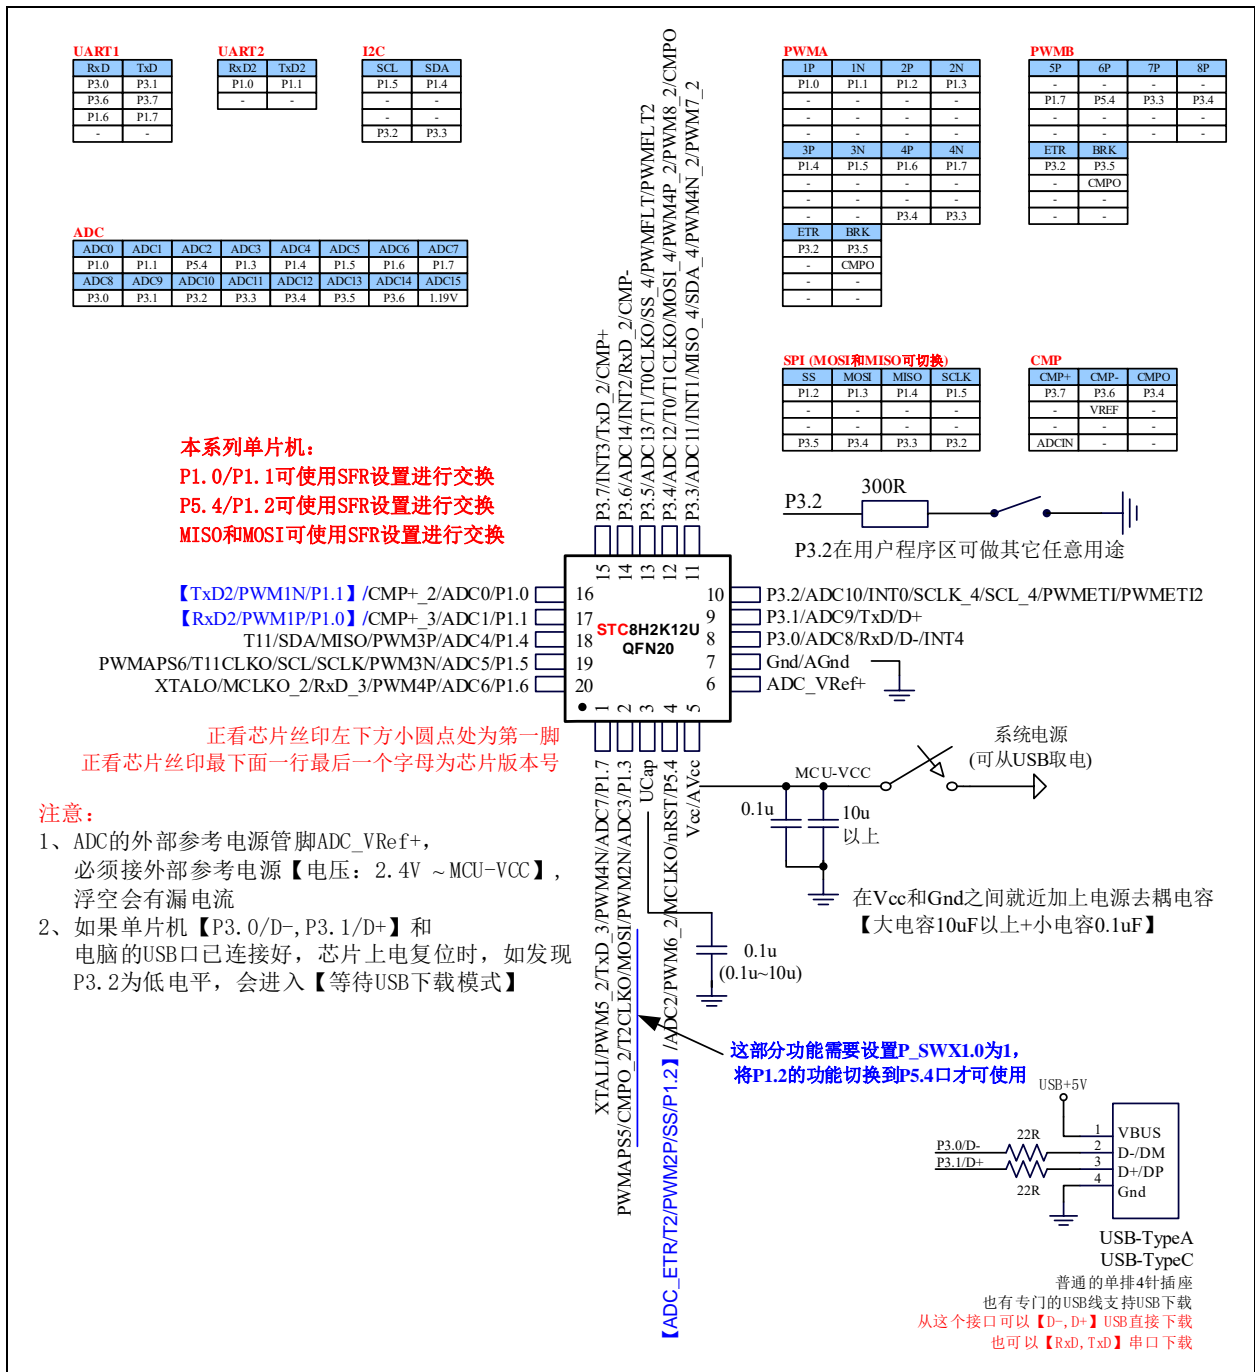 UART1
RxD TxD
P3.0 P3.1
P3.6 P3.7
P1.6 P1.7
- -
UART2
RxD2 TxD2
P1.0 P1.1
- -
I2C
SCL SDA
P1.5 P1.4
- -
- -
P3.2 P3.3
PWMA
1P 1N 2P 2N
P1.0 P1.1 P1.2 P1.3
- - - -
- - - -
- - - -
3P 3N 4P 4N
P1.4 P1.5 P1.6 P1.7
- - - -
- - - -
- - P3.4 P3.3
ETR BRK
P3.2 P3.5
- CMPO
- -
- -
PWMB
5P 6P 7P 8P
- - - -
P1.7 P5.4 P3.3 P3.4
- - - -
- - - -
ETR BRK
P3.2 P3.5
- CMPO
- -
- -
ADC
ADC0 ADC1 ADC2 ADC3 ADC4 ADC5 ADC6 ADC7
P1.0 P1.1 P5.4 P1.3 P1.4 P1.5 P1.6 P1.7
ADC8 ADC9 ADC10 ADC11 ADC12 ADC13 ADC14 ADC15
P3.0 P3.1 P3.2 P3.3 P3.4 P3.5 P3.6 1.19V
SPI (MOSI和MISO可切换)
SS MOSI MISO SCLK
P1.2 P1.3 P1.4 P1.5
- - - -
- - - -
P3.5 P3.4 P3.3 P3.2
CMP
CMP+ CMP- CMPO
P3.7 P3.6 P3.4
- VREF -
- - -
ADCIN - -
本系列单片机：
P1.0/P1.1可使用SFR设置进行交换
P5.4/P1.2可使用SFR设置进行交换
MISO和MOSI可使用SFR设置进行交换
P3.7/INT3/TxD_2/CMP+
P3.6/ADC14/INT2/RxD_2/CMP-
P3.5/ADC13/T1/T0CLKO/SS_4/PWMFLT/PWMFLT2
P3.4/ADC12/T0/T1CLKO/MOSI_4/PWM4P_2/PWM8_2/CMPO
P3.3/ADC11/INT1/MISO_4/SDA_4/PWM4N_2/PWM7_2
15 14 13 12 11
P3.2
300R
P3.2在用户程序区可做其它任意用途
【TxD2/PWM1N/P1.1】/CMP+_2/ADC0/P1.0 16
【RxD2/PWM1P/P1.0】/CMP+_3/ADC1/P1.1 17
T11/SDA/MISO/PWM3P/ADC4/P1.4 18
PWMAPS6/T11CLKO/SCL/SCLK/PWM3N/ADC5/P1.5 19
XTALO/MCLKO_2/RxD_3/PWM4P/ADC6/P1.6 20
STC8H2K12U
QFN20
10 P3.2/ADC10/INT0/SCLK_4/SCL_4/PWMETI/PWMETI2
9 P3.1/ADC9/TxD/D+
8 P3.0/ADC8/RxD/D-/INT4
7 Gnd/AGnd
6 ADC_VRef+
1 2 3 4 5
XTALI/PWM5_2/TxD_3/PWM4N/ADC7/P1.7
PWMAPS5/CMPO_2/T2CLKO/MOSI/PWM2N/ADC3/P1.3
UCap
【ADC_ETR/T2/PWM2P/SS/P1.2】/ADC2/PWM6_2/MCLKO/nRST/P5.4
Vcc/AVcc
正看芯片丝印左下方小圆点处为第一脚
正看芯片丝印最下面一行最后一个字母为芯片版本号
MCU-VCC
系统电源
(可从USB取电)
0.1u
10u
以上
在Vcc和Gnd之间就近加上电源去耦电容
【大电容10uF以上+小电容0.1uF】
0.1u
(0.1u~10u)
注意：
1、ADC的外部参考电源管脚ADC_VRef+，
必须接外部参考电源【电压：2.4V ~ MCU-VCC】，
浮空会有漏电流
2、如果单片机【P3.0/D-,P3.1/D+】和
电脑的USB口已连接好，芯片上电复位时，如发现
P3.2为低电平，会进入【等待USB下载模式】
这部分功能需要设置P_SWX1.0为1，
将P1.2的功能切换到P5.4口才可使用
USB+5V
P3.0/D-
22R
P3.1/D+
22R
1 VBUS
2 D-/DM
3 D+/DP
4 Gnd
USB-TypeA
USB-TypeC
普通的单排4针插座
也有专门的USB线支持USB下载
从这个接口可以【D-,D+】USB直接下载
也可以【RxD,TxD】串口下载